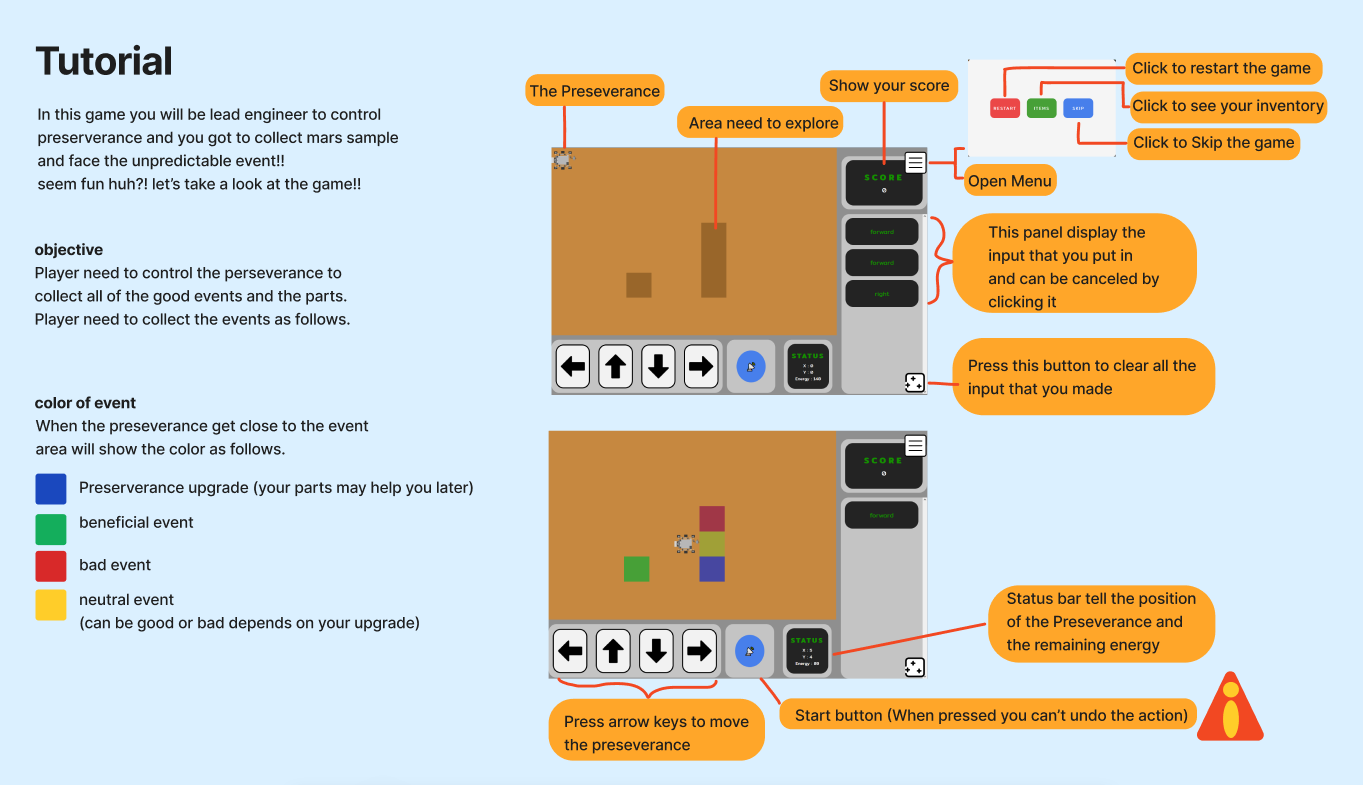 Tutorial
In this game you will be lead engineer to control
preserverance and you got to collect mars sample
and face the unpredictable event!!
seem fun huh?! let's take a look at the game!!
objective
Player need to control the perseverance to
collect all of the good events and the parts.
Player need to collect the events as follows.
color of event
When the preseverance get close to the event
area will show the color as follows.
Preserverance upgrade (your parts may help you later)
beneficial event
bad event
neutral event
(can be good or bad depends on your upgrade)
The Preseverance
Area need to explore
Show your score
RESTART
ITEMS
SKIP
Click to restart the game
Click to see your inventory
Click to Skip the game
Open Menu
SCORE
0
forward
forward
right
This panel display the
input that you put in
and can be canceled by
clicking it
STATUS
X : 0
Y : 0
Energy : 140
Press this button to clear all the
input that you made
SCORE
0
forward
STATUS
X : 5
Y : 4
Energy : 80
Status bar tell the position
of the Preseverance and
the remaining energy
Press arrow keys to move
the preseverance
Start button (When pressed you can't undo the action)